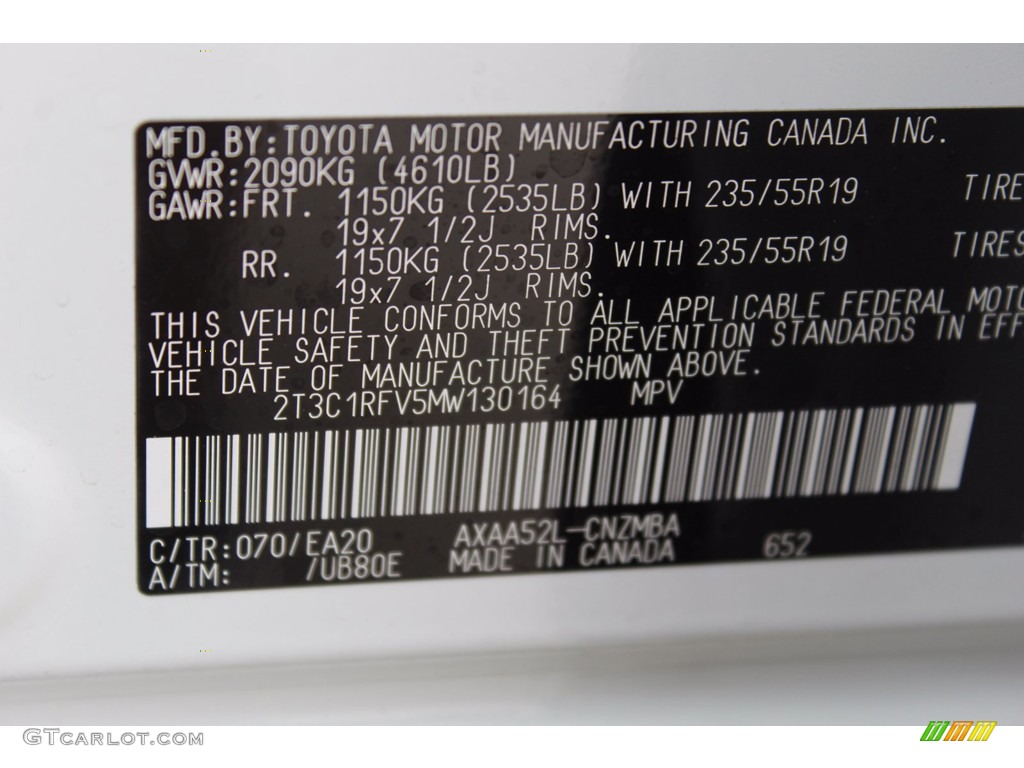 MFD.BY:TOYOTA MOTOR MANUFACTURING CANADA INC.
GVWR:2090KG (4610LB)
GAWR:FRT. 1150KG (2535LB) WITH 235/55R19 TIRE
19x7 1/2J RIMS.
RR. 1150KG (2535LB) WITH 235/55R19 TIRES
19x7 1/2J RIMS.
THIS VEHICLE CONFORMS TO ALL APPLICABLE FEDERAL MOTO
VEHICLE SAFETY AND THEFT PREVENTION STANDARDS IN EFF
THE DATE OF MANUFACTURE SHOWN ABOVE.
2T3C1RFV5MW130164 MPV
C/TR:070/EA20 AXAA52L-CNZMBA 652
A/TM: /UB80E MADE IN CANADA
GTCARLOT.COM